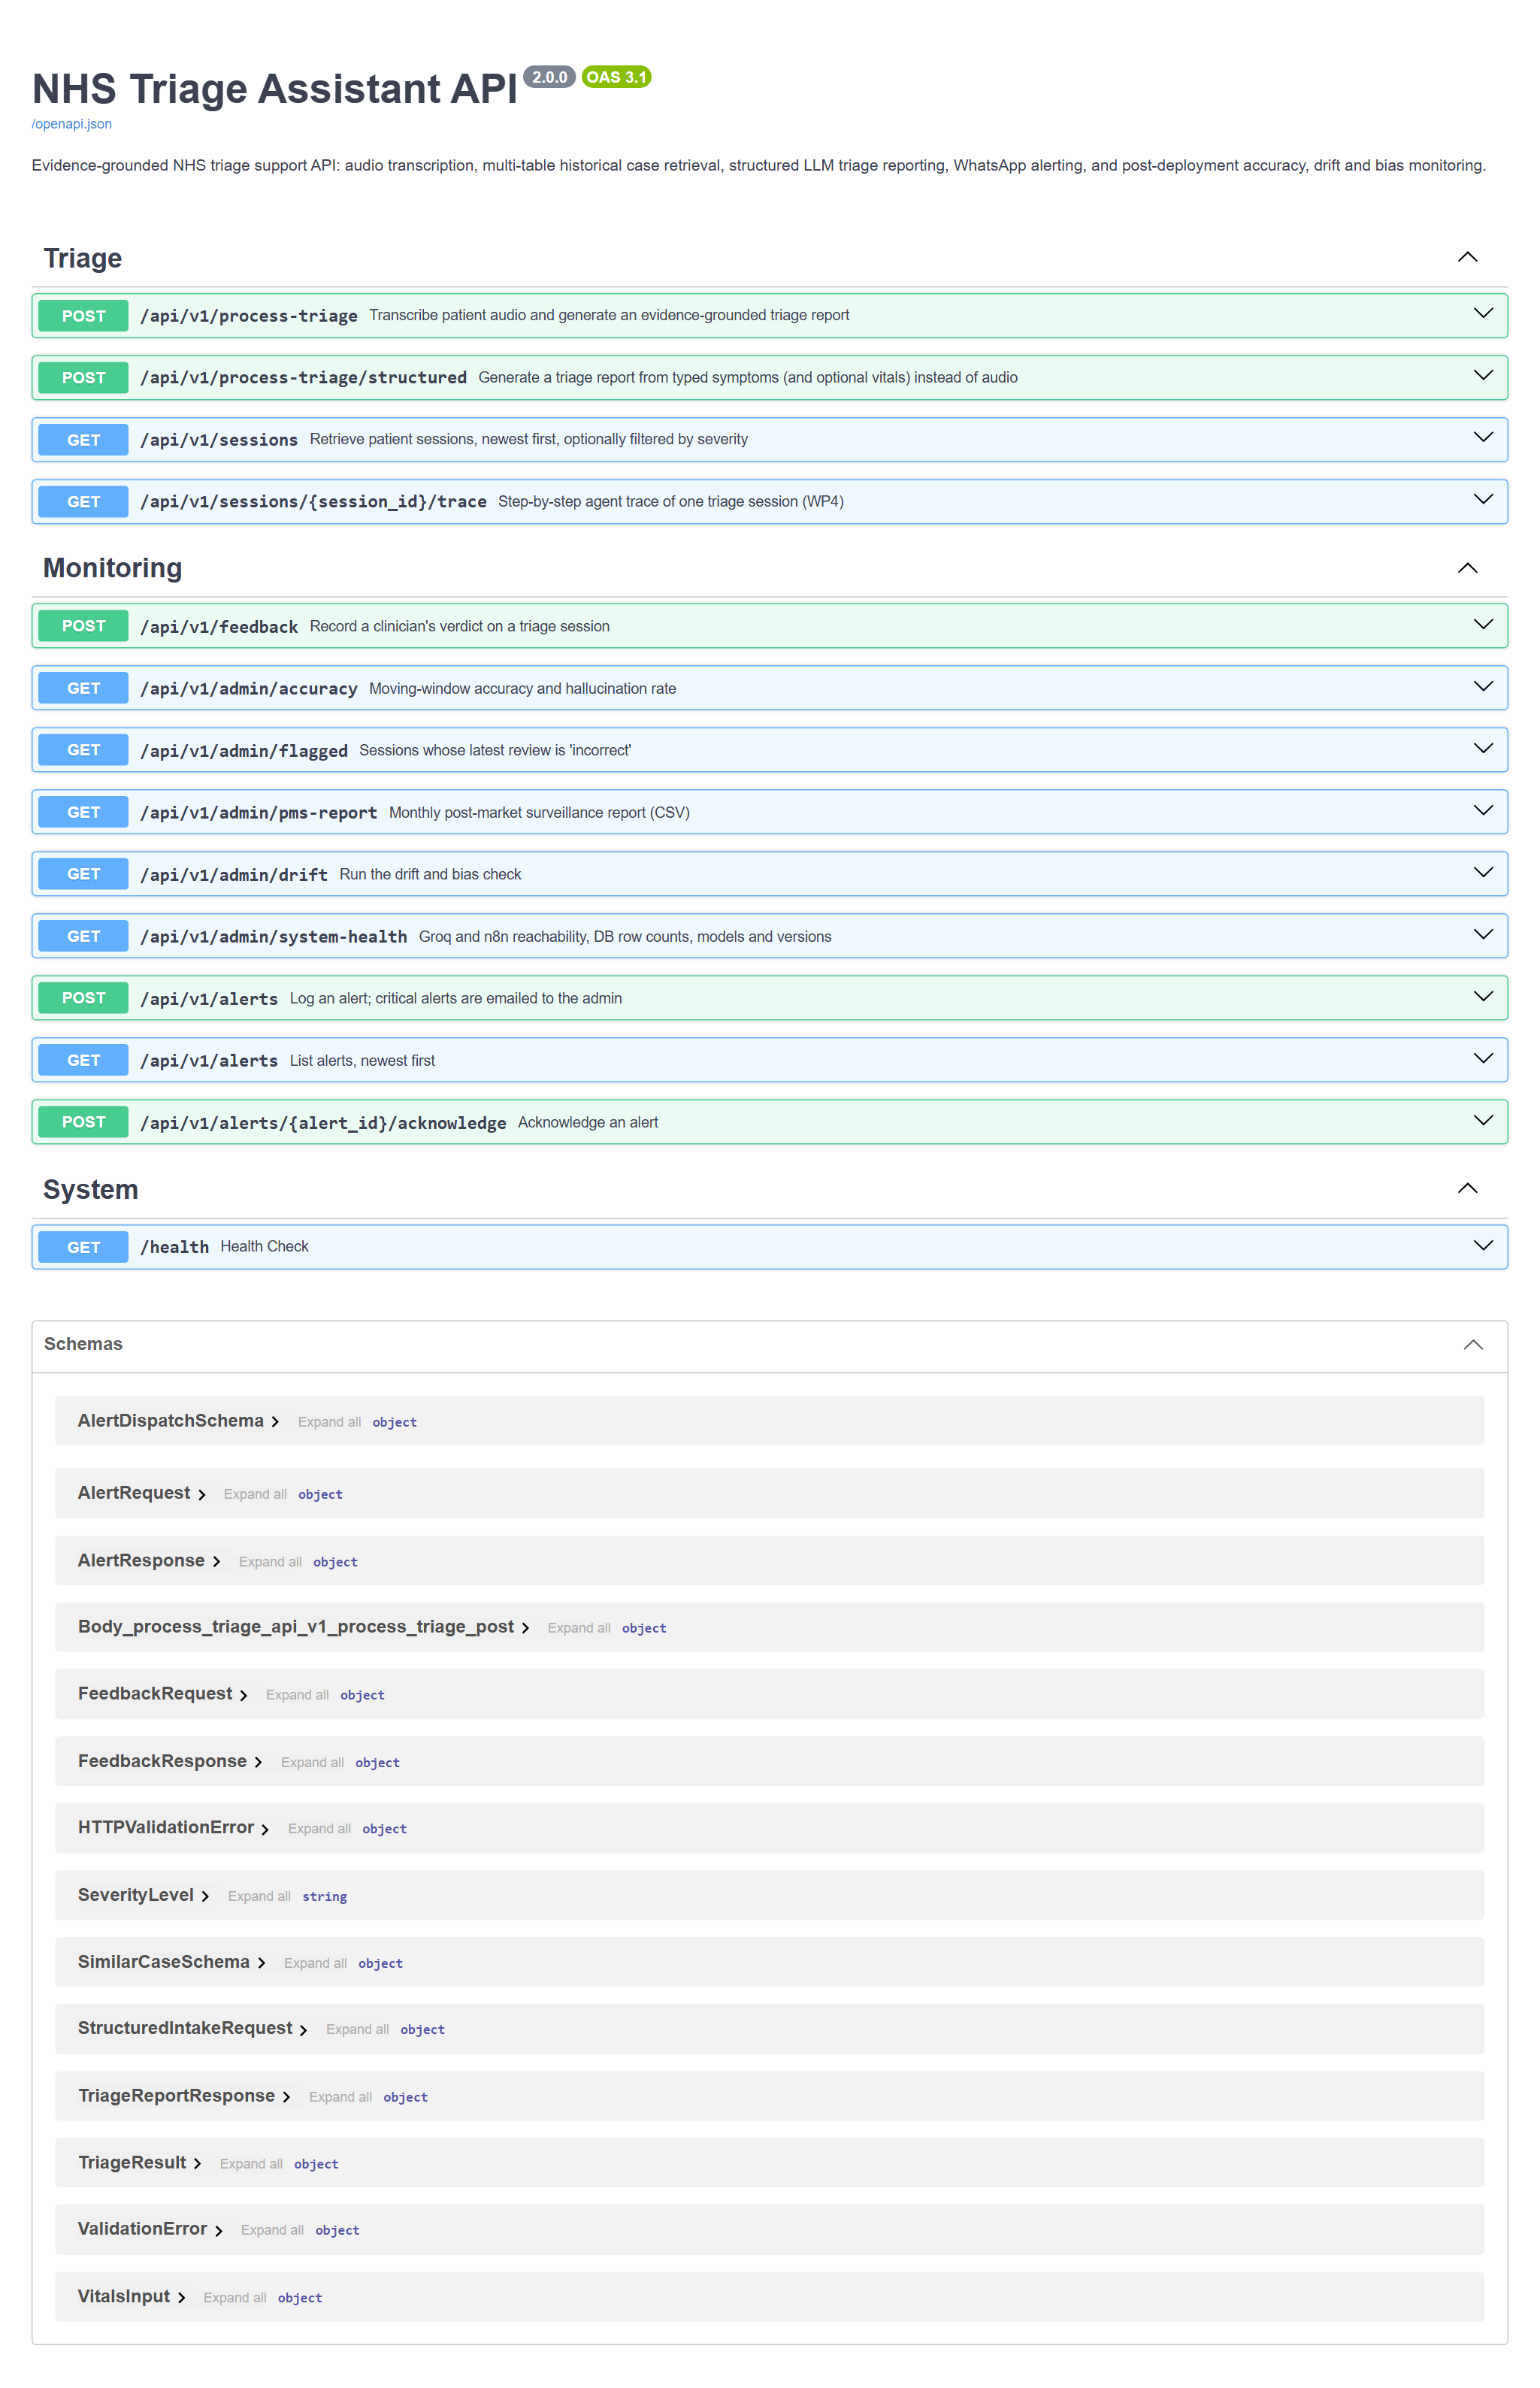 NHS Triage Assistant API 2.0.0 OAS 3.1
/openapi.json
Evidence-grounded NHS triage support API: audio transcription, multi-table historical case retrieval, structured LLM triage reporting, WhatsApp alerting, and post-deployment accuracy, drift and bias monitoring.
Triage
POST /api/v1/process-triage Transcribe patient audio and generate an evidence-grounded triage report
POST /api/v1/process-triage/structured Generate a triage report from typed symptoms (and optional vitals) instead of audio
GET /api/v1/sessions Retrieve patient sessions, newest first, optionally filtered by severity
GET /api/v1/sessions/{session_id}/trace Step-by-step agent trace of one triage session (WP4)
Monitoring
POST /api/v1/feedback Record a clinician's verdict on a triage session
GET /api/v1/admin/accuracy Moving-window accuracy and hallucination rate
GET /api/v1/admin/flagged Sessions whose latest review is 'incorrect'
GET /api/v1/admin/pms-report Monthly post-market surveillance report (CSV)
GET /api/v1/admin/drift Run the drift and bias check
GET /api/v1/admin/system-health Groq and n8n reachability, DB row counts, models and versions
POST /api/v1/alerts Log an alert; critical alerts are emailed to the admin
GET /api/v1/alerts List alerts, newest first
POST /api/v1/alerts/{alert_id}/acknowledge Acknowledge an alert
System
GET /health Health Check
Schemas
AlertDispatchSchema Expand all object
AlertRequest Expand all object
AlertResponse Expand all object
Body_process_triage_api_v1_process_triage_post Expand all object
FeedbackRequest Expand all object
FeedbackResponse Expand all object
HTTPValidationError Expand all object
SeverityLevel Expand all string
SimilarCaseSchema Expand all object
StructuredIntakeRequest Expand all object
TriageReportResponse Expand all object
TriageResult Expand all object
ValidationError Expand all object
VitalsInput Expand all object